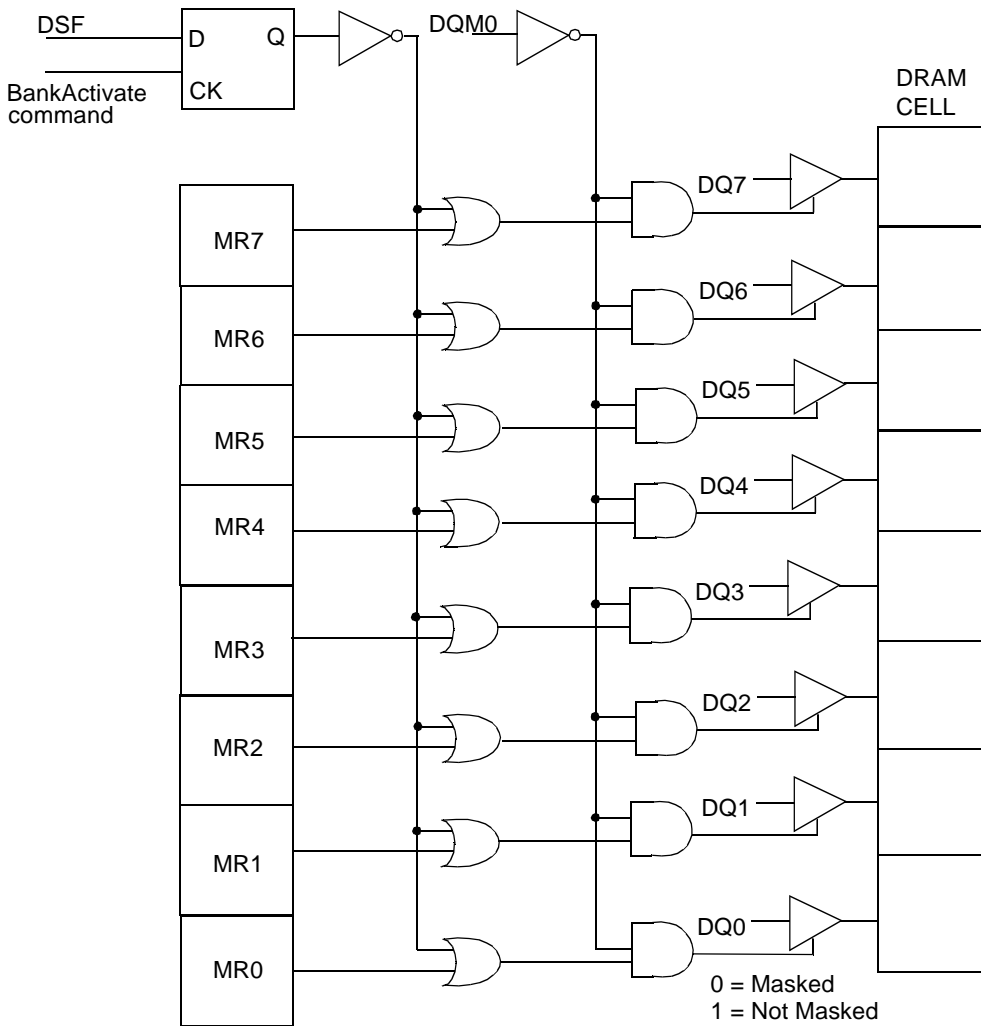 DSF
D
Q
CK
BankActivate
command
DQM0
DRAM
CELL
MR7
DQ7
MR6
DQ6
MR5
DQ5
MR4
DQ4
MR3
DQ3
MR2
DQ2
MR1
DQ1
MR0
DQ0
0 = Masked
1 = Not Masked